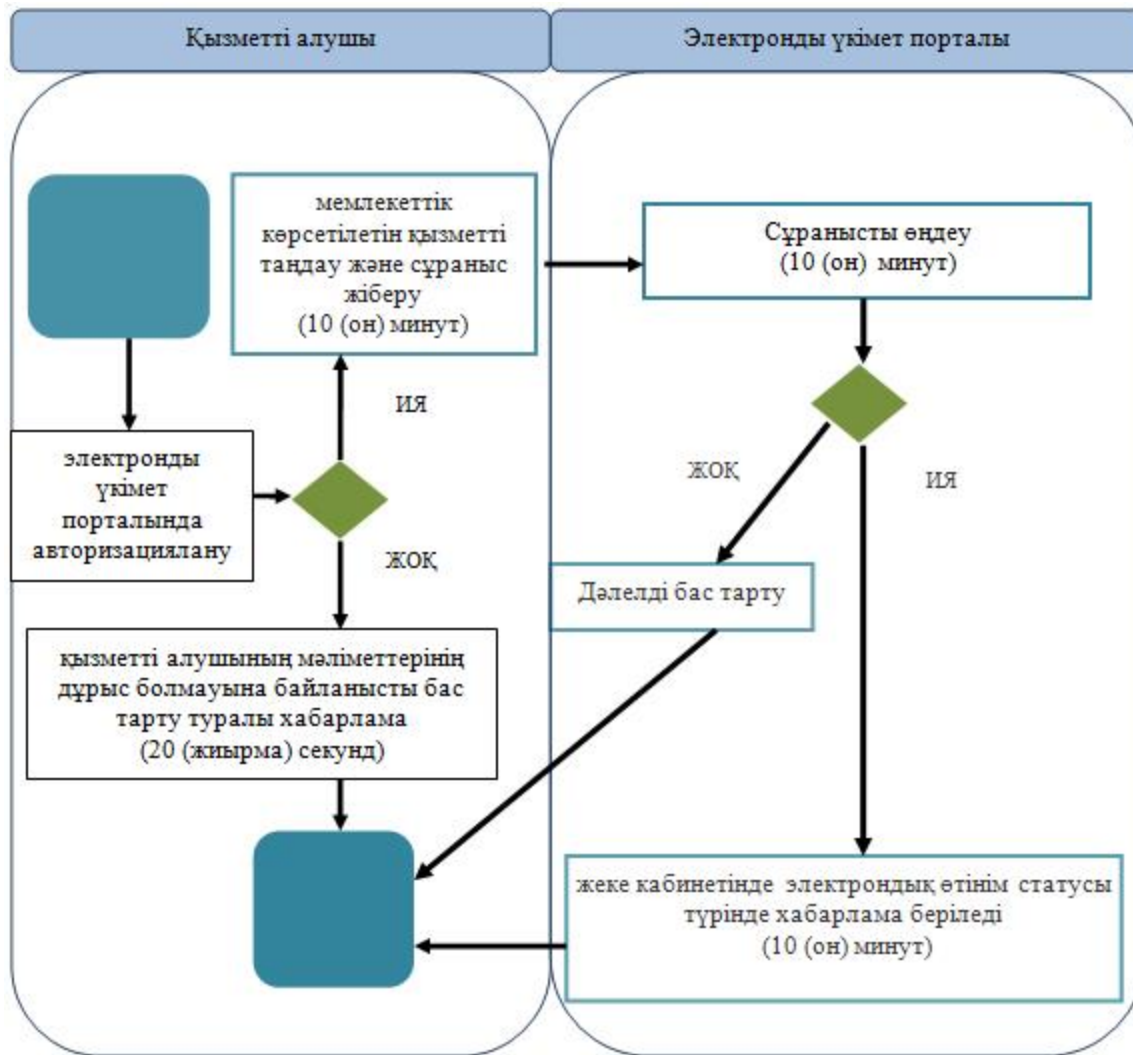 Қызметті алушы
Электронды үкімет порталы
мемлекеттік
көрсетілетін қызметті
таңдау және сұраныс
жіберу
(10 (он) минут)
Сұранысты өңдеу
(10 (он) минут)
ИЯ
электронды
үкімет
порталында
авторизациялану
ЖОҚ
ЖОҚ
ИЯ
Дәлелді бас тарту
қызметті алушының мәліметтерінің
дұрыс болмауына байланысты бас
тарту туралы хабарлама
(20 (жиырма) секунд)
жеке кабинетінде электрондық өтінім статусы
түрінде хабарлама беріледі
(10 (он) минут)